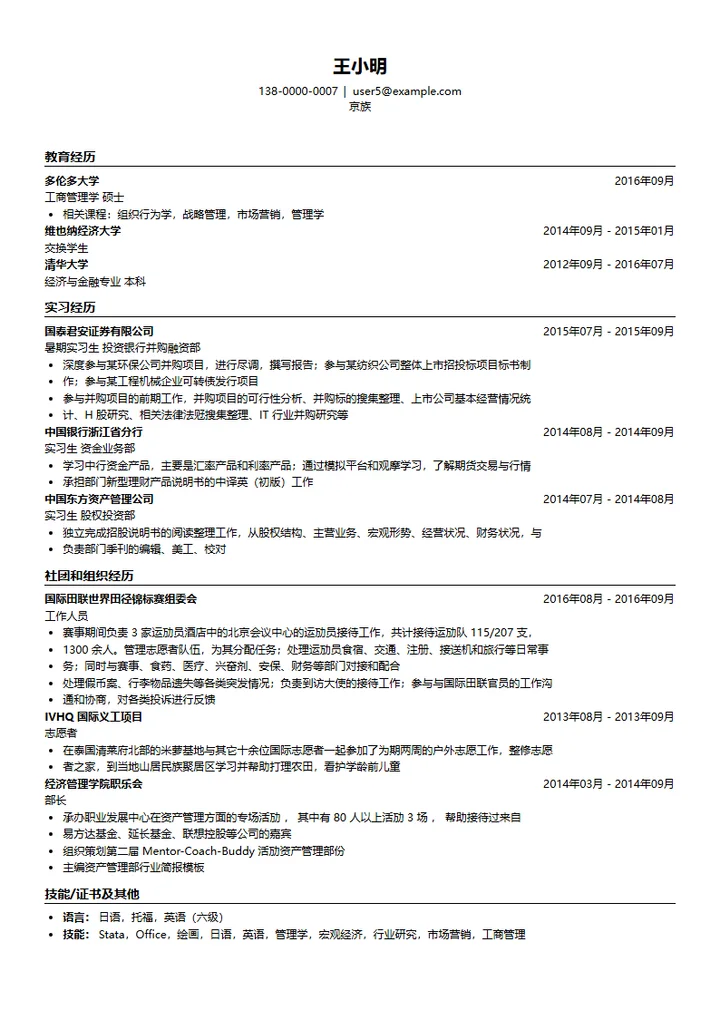 王小明
138-0000-0007 | user5@example.com
京族
教育经历
多伦多大学 2016年09月
工商管理学 硕士
• 相关课程：组织行为学，战略管理，市场营销，管理学
维也纳经济大学 2014年09月 - 2015年01月
交换学生
清华大学 2012年09月 - 2016年07月
经济与金融专业 本科
实习经历
国泰君安证券有限公司 2015年07月 - 2015年09月
暑期实习生 投资银行并购融资部
• 深度参与某环保公司并购项目，进行尽调，撰写报告；参与某纺织公司整体上市招投标项目标书制
• 作；参与某工程机械企业可转债发行项目
• 参与并购项目的前期工作，并购项目的可行性分析、并购标的搜集整理、上市公司基本经营情况统
• 计、H 股研究、相关法律法规搜集整理、IT 行业并购研究等
中国银行浙江省分行 2014年08月 - 2014年09月
实习生 资金业务部
• 学习中行资金产品，主要是汇率产品和利率产品；通过模拟平台和观摩学习，了解期货交易与行情
• 承担部门新型理财产品说明书的中译英（初版）工作
中国东方资产管理公司 2014年07月 - 2014年08月
实习生 股权投资部
• 独立完成招股说明书的阅读整理工作，从股权结构、主营业务、宏观形势、经营状况、财务状况，与
• 负责部门季刊的编辑、美工、校对
社团和组织经历
国际田联世界田径锦标赛组委会 2016年08月 - 2016年09月
工作人员
• 赛事期间负责 3 家运动员酒店中的北京会议中心的运动员接待工作，共计接待运动队 115/207 支，
• 1300 余人。管理志愿者队伍，为其分配任务；处理运动员食宿、交通、注册、接送机和旅行等日常事
• 务；同时与赛事、食药、医疗、兴奋剂、安保、财务等部门对接和配合
• 处理假币案、行李物品遗失等各类突发情况；负责到访大使的接待工作；参与与国际田联官员的工作沟
• 通和协商，对各类投诉进行反馈
IVHQ 国际义工项目 2013年08月 - 2013年09月
志愿者
• 在泰国清莱府北部的米萝基地与其它十余位国际志愿者一起参加了为期两周的户外志愿工作，整修志愿
• 者之家，到当地山居民族聚居区学习并帮助打理农田，看护学龄前儿童
经济管理学院职乐会 2014年03月 - 2014年09月
部长
• 承办职业发展中心在资产管理方面的专场活动 ， 其中有 80 人以上活动 3 场 ， 帮助接待过来自
• 易方达基金、延长基金、联想控股等公司的嘉宾
• 组织策划第二届 Mentor-Coach-Buddy 活动资产管理部份
• 主编资产管理部行业简报模板
技能/证书及其他
• 语言： 日语，托福，英语（六级）
• 技能： Stata，Office，绘画，日语，英语，管理学，宏观经济，行业研究，市场营销，工商管理